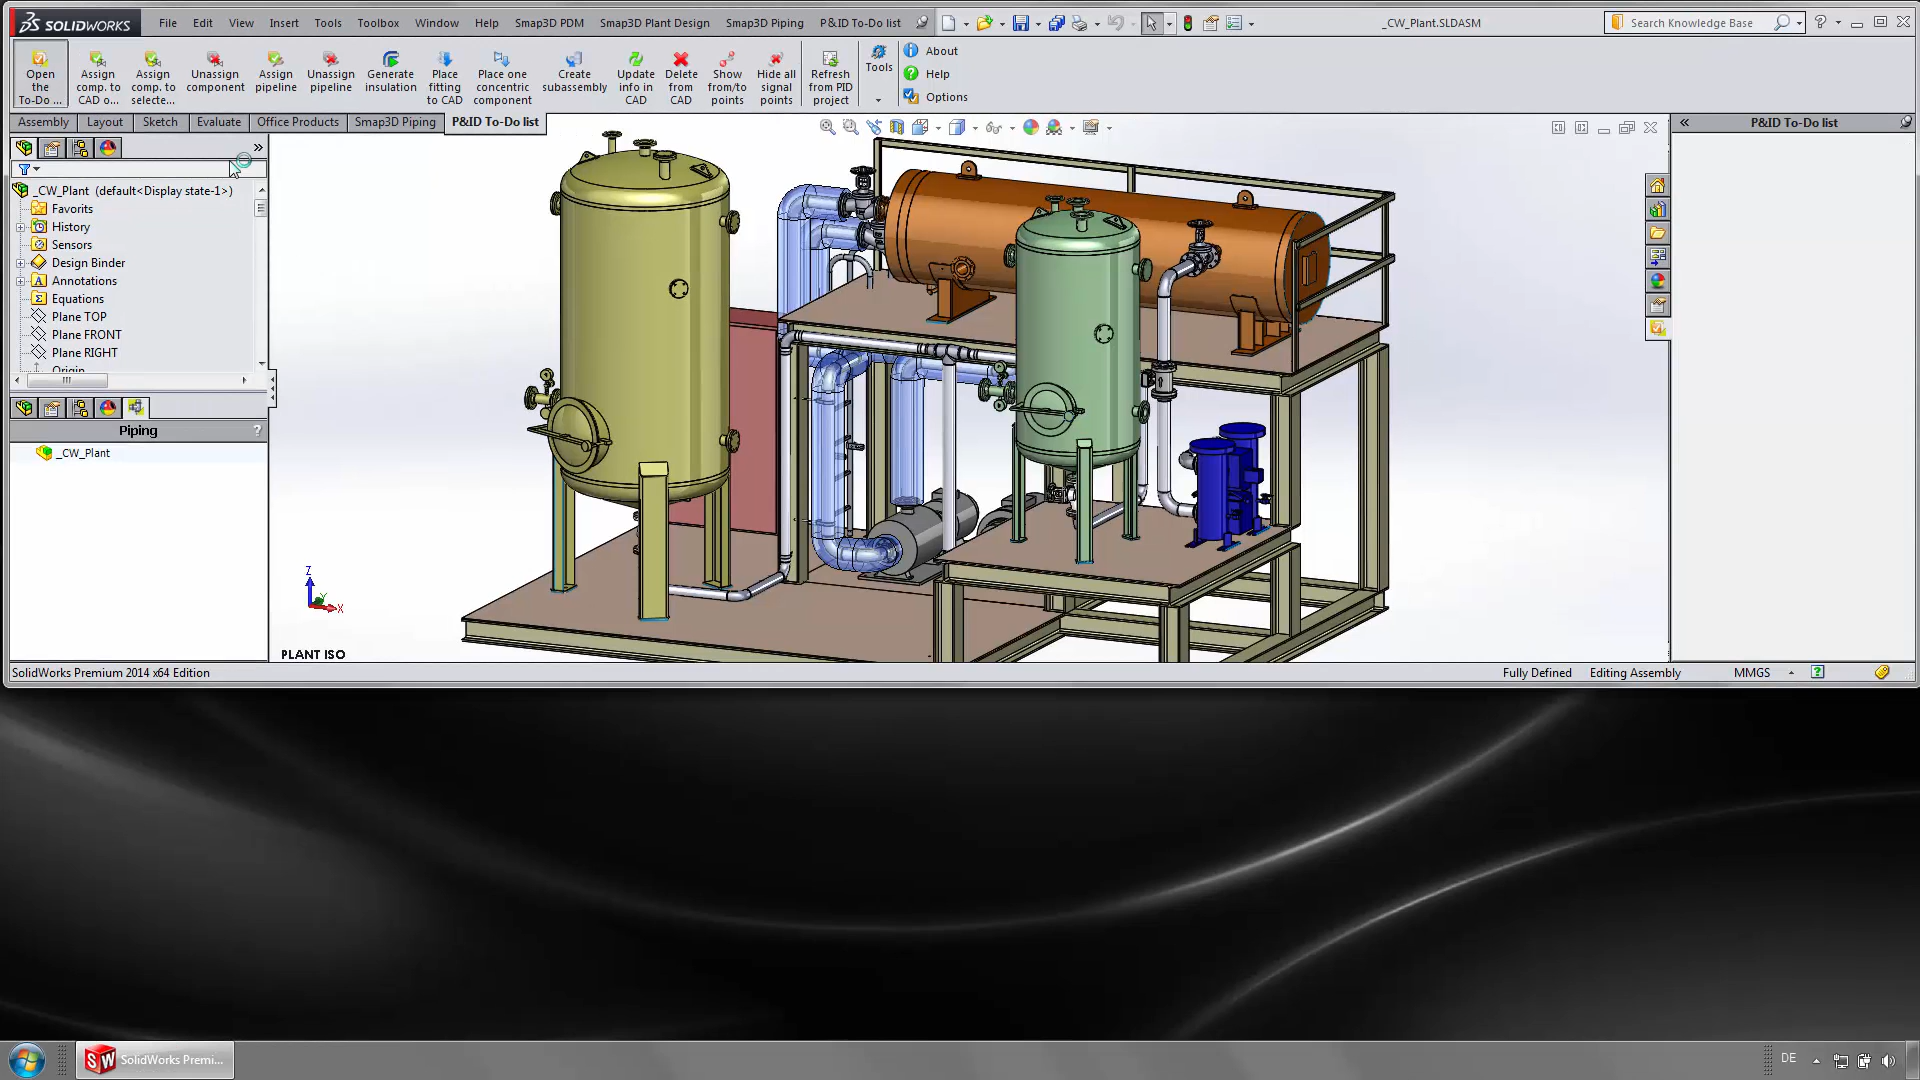 SOLIDWORKS File Edit View Insert Tools Toolbox Window Help Smap3D PDM Smap3D Plant Design Smap3D Piping P&ID To-Do list _CW_Plant.SLDASM Search Knowledge Base
Open the To-Do ...
Assign comp. to CAD o...
Assign comp. to selecte...
Unassign component
Assign pipeline
Unassign pipeline
Generate insulation
Place fitting to CAD
Place one concentric component
Create subassembly
Update info in CAD
Delete from CAD
Show from/to points
Hide all signal points
Refresh from PID project
Tools
About
Help
Options
Assembly Layout Sketch Evaluate Office Products Smap3D Piping P&ID To-Do list
P&ID To-Do list
_CW_Plant (default<Display state-1>)
Favorites
History
Sensors
Design Binder
Annotations
Equations
Plane TOP
Plane FRONT
Plane RIGHT
Origin
Piping
_CW_Plant
Z
Y
X
PLANT ISO
SolidWorks Premium 2014 x64 Edition Fully Defined Editing Assembly MMGS
SolidWorks Premi... DE